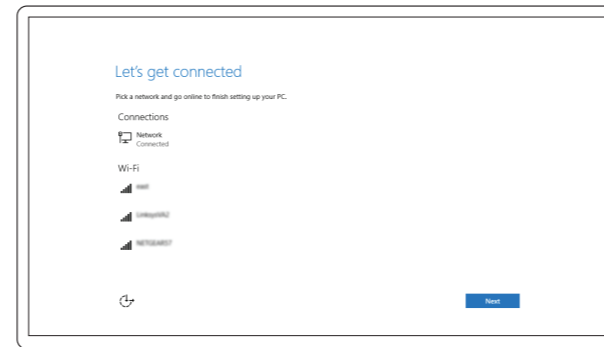 Let's get connected
Pick a network and go online to finish setting up your PC.
Connections
Network
Connected
Wi-Fi
Next